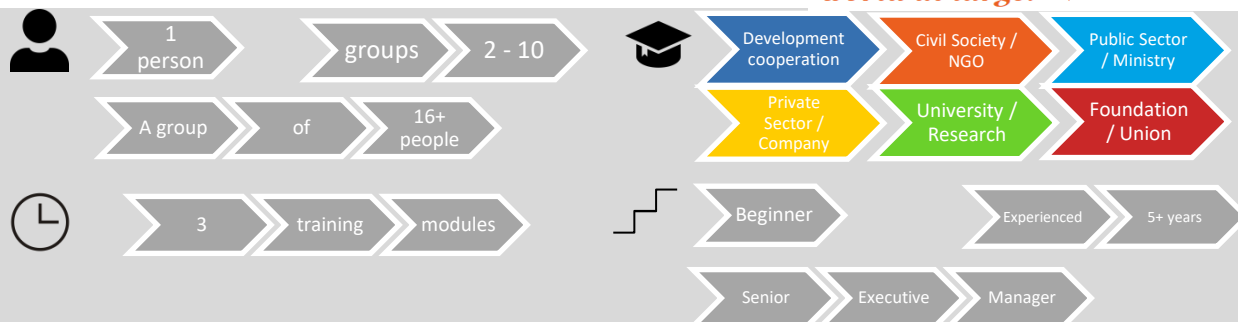 1
person
groups
2 - 10
A group
of
16+
people
3
training
modules
Development
cooperation
Civil Society /
NGO
Public Sector
/ Ministry
Private
Sector /
Company
University /
Research
Foundation
/ Union
Beginner
Experienced
5+ years
Senior
Executive
Manager